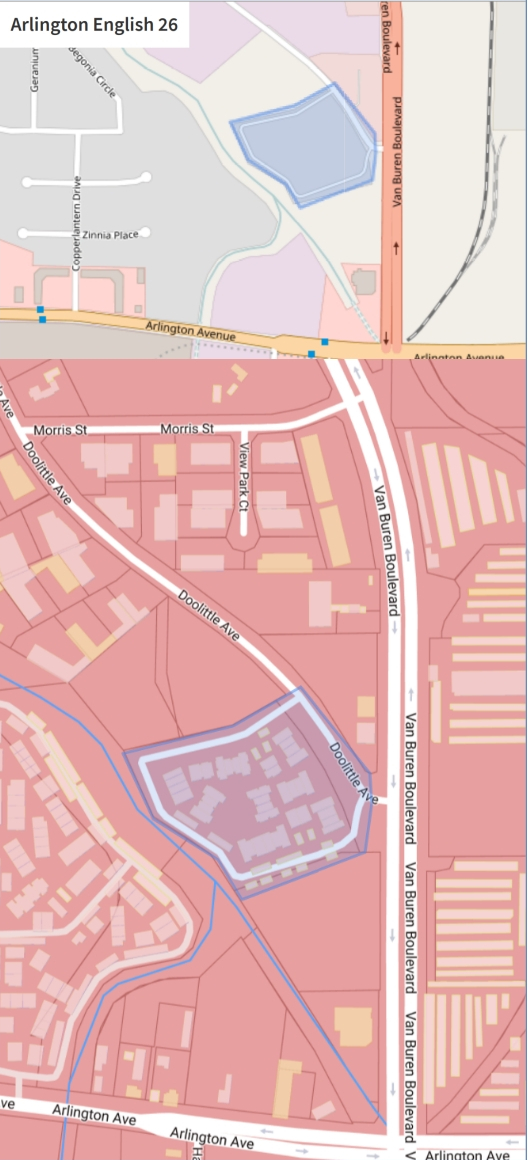 Arlington English 26
ren Boulevard
Geranium
Begonia Circle
Van Buren Boulevard
Copperlantern Drive
Zinnia Place
Arlington Avenue
Arlington Avenue
Morris St
Morris St
Doolittle Ave
View Park Ct
Van Buren Boulevard
Doolittle Ave
Doolittle Ave
Van Buren Boulevard
Van Buren Boulevard
Van Buren Boulevard
ve
Arlington Ave
Arlington Ave
V
Arlington Ave